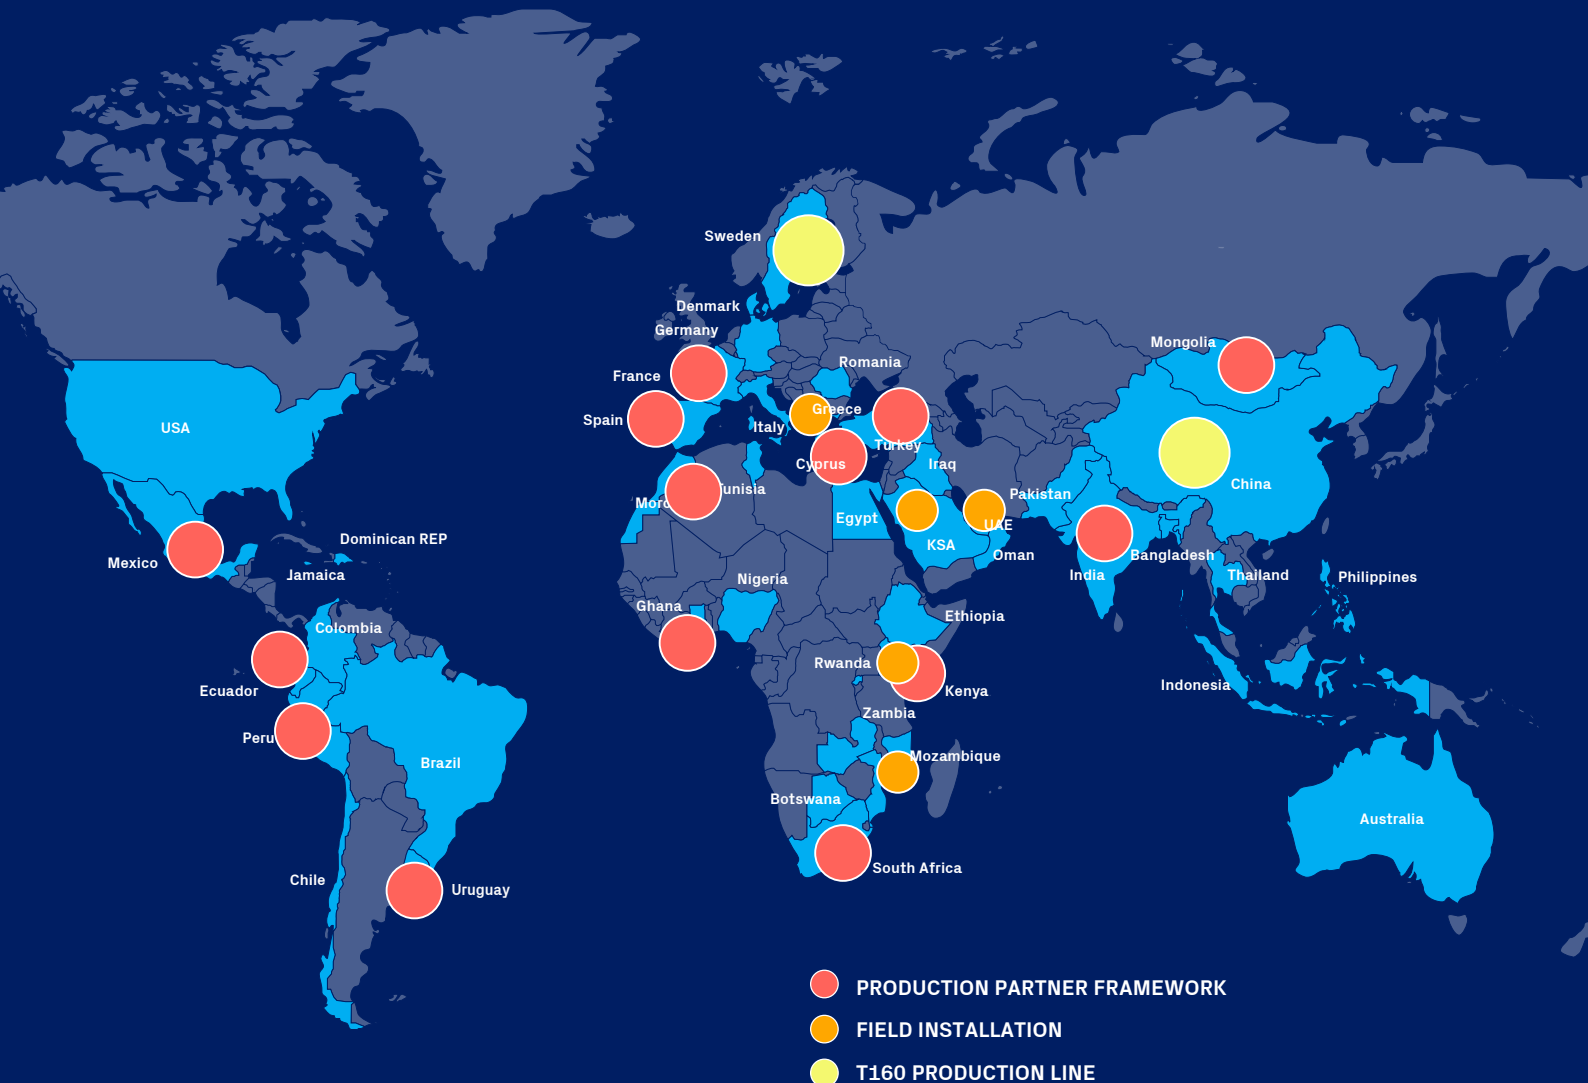 Sweden
Denmark
Germany
Mongolia
Romania
France
Greece
Spain
USA
Italy
Turkey
Cyprus
Iraq
China
Tunisia
Pakistan
Moro
Egypt
UAE
Dominican REP
KSA
Oman
Bangladesh
Mexico
Jamaica
India
Thailand
Philippines
Nigeria
Ghana
Ethiopia
Colombia
Rwanda
Indonesia
Ecuador
Kenya
Zambia
Peru
Mozambique
Brazil
Botswana
Australia
South Africa
Chile
Uruguay
PRODUCTION PARTNER FRAMEWORK
FIELD INSTALLATION
T160 PRODUCTION LINE